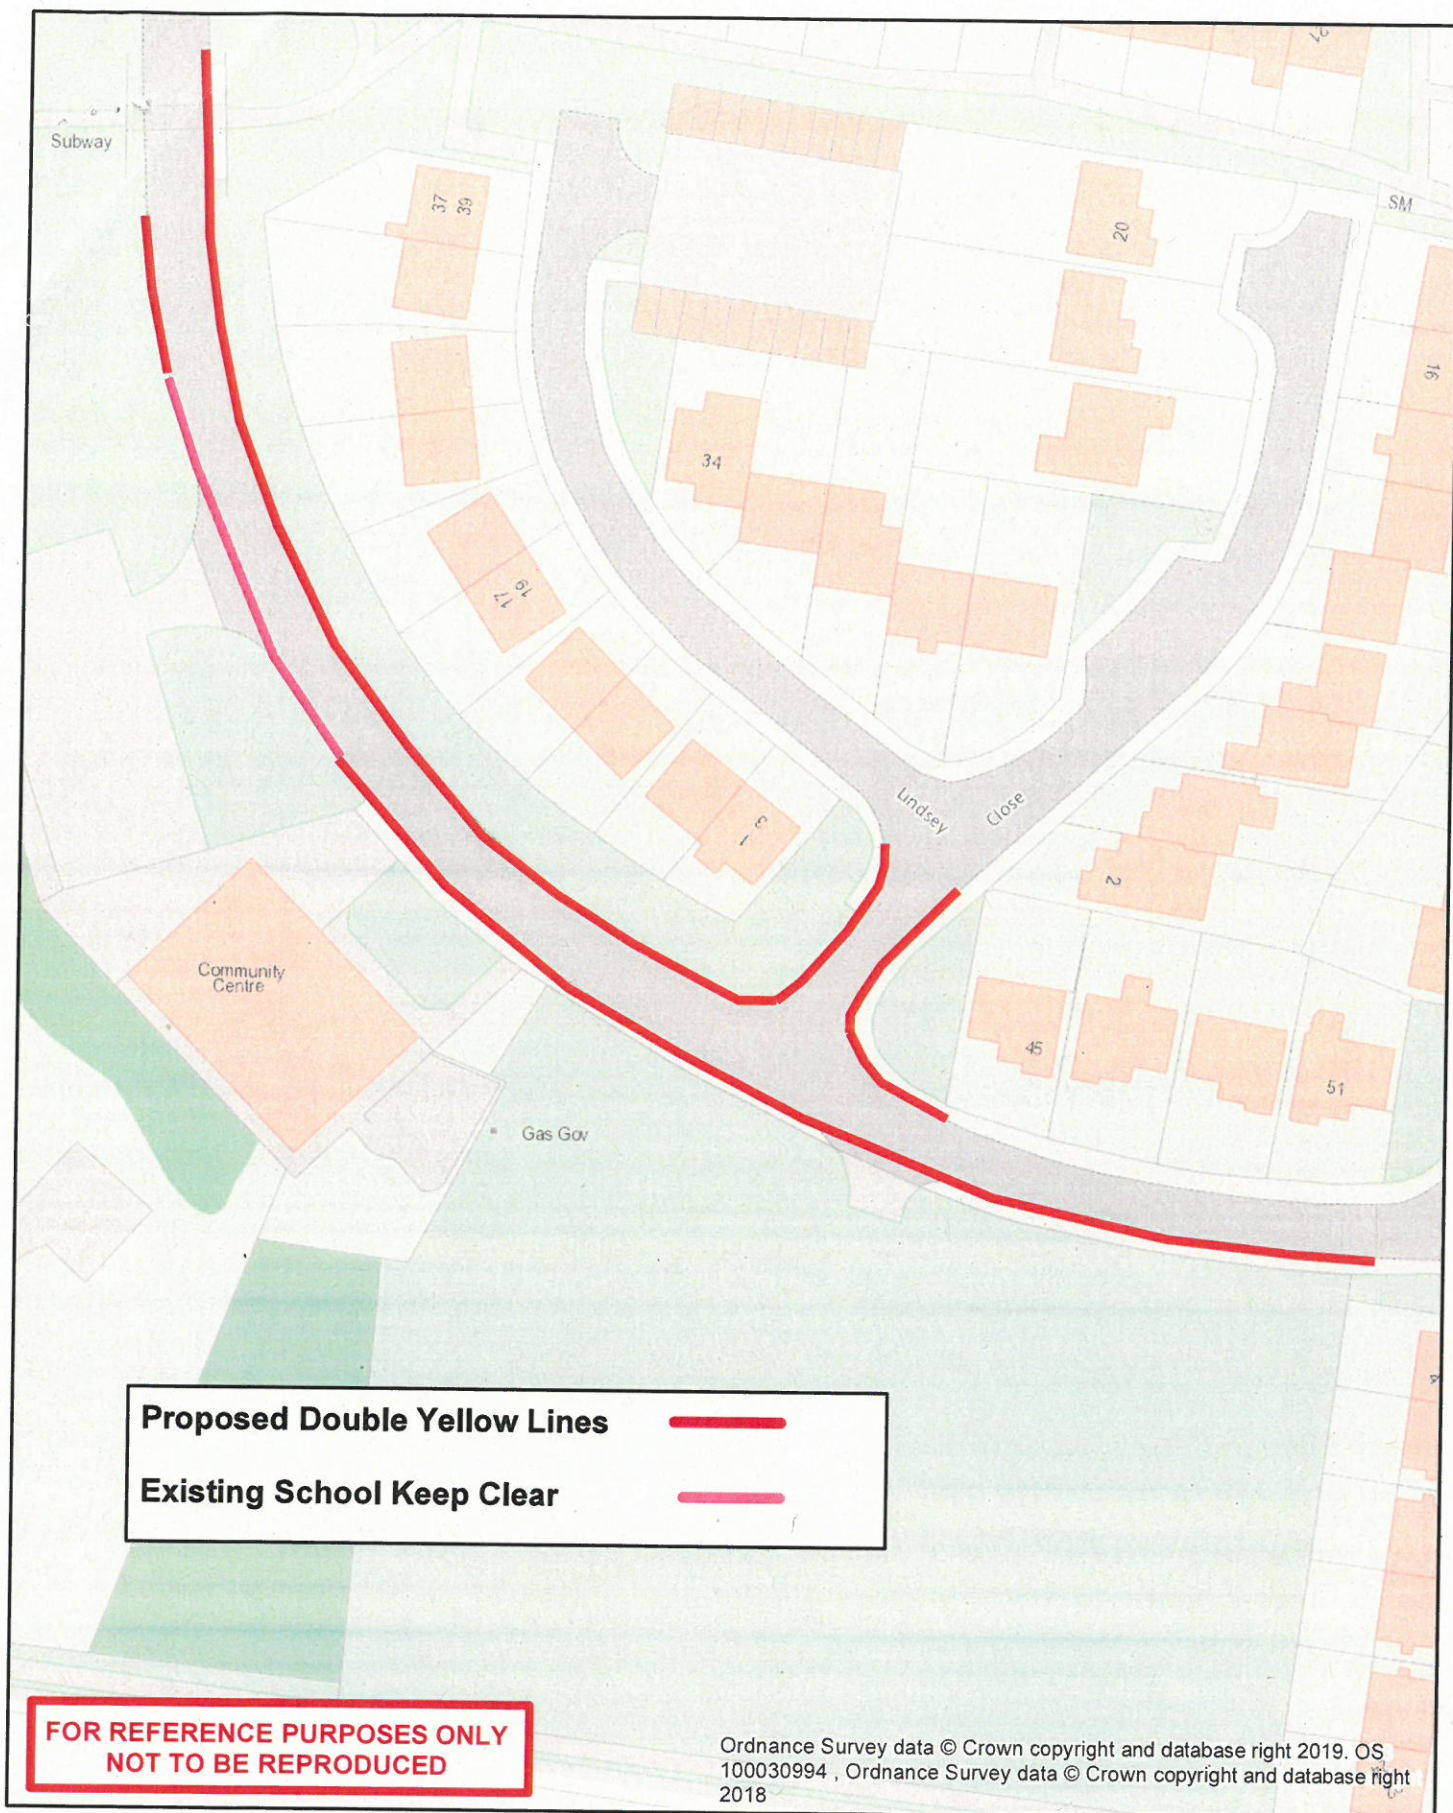 21
Subway
37
39
20
SM
16
34
19
17
Lindsey
Close
3
1
2
Community
Centre
45
51
Gas Gov
Proposed Double Yellow Lines
Existing School Keep Clear
FOR REFERENCE PURPOSES ONLY
NOT TO BE REPRODUCED
Ordnance Survey data © Crown copyright and database right 2019. OS
100030994 , Ordnance Survey data © Crown copyright and database right
2018